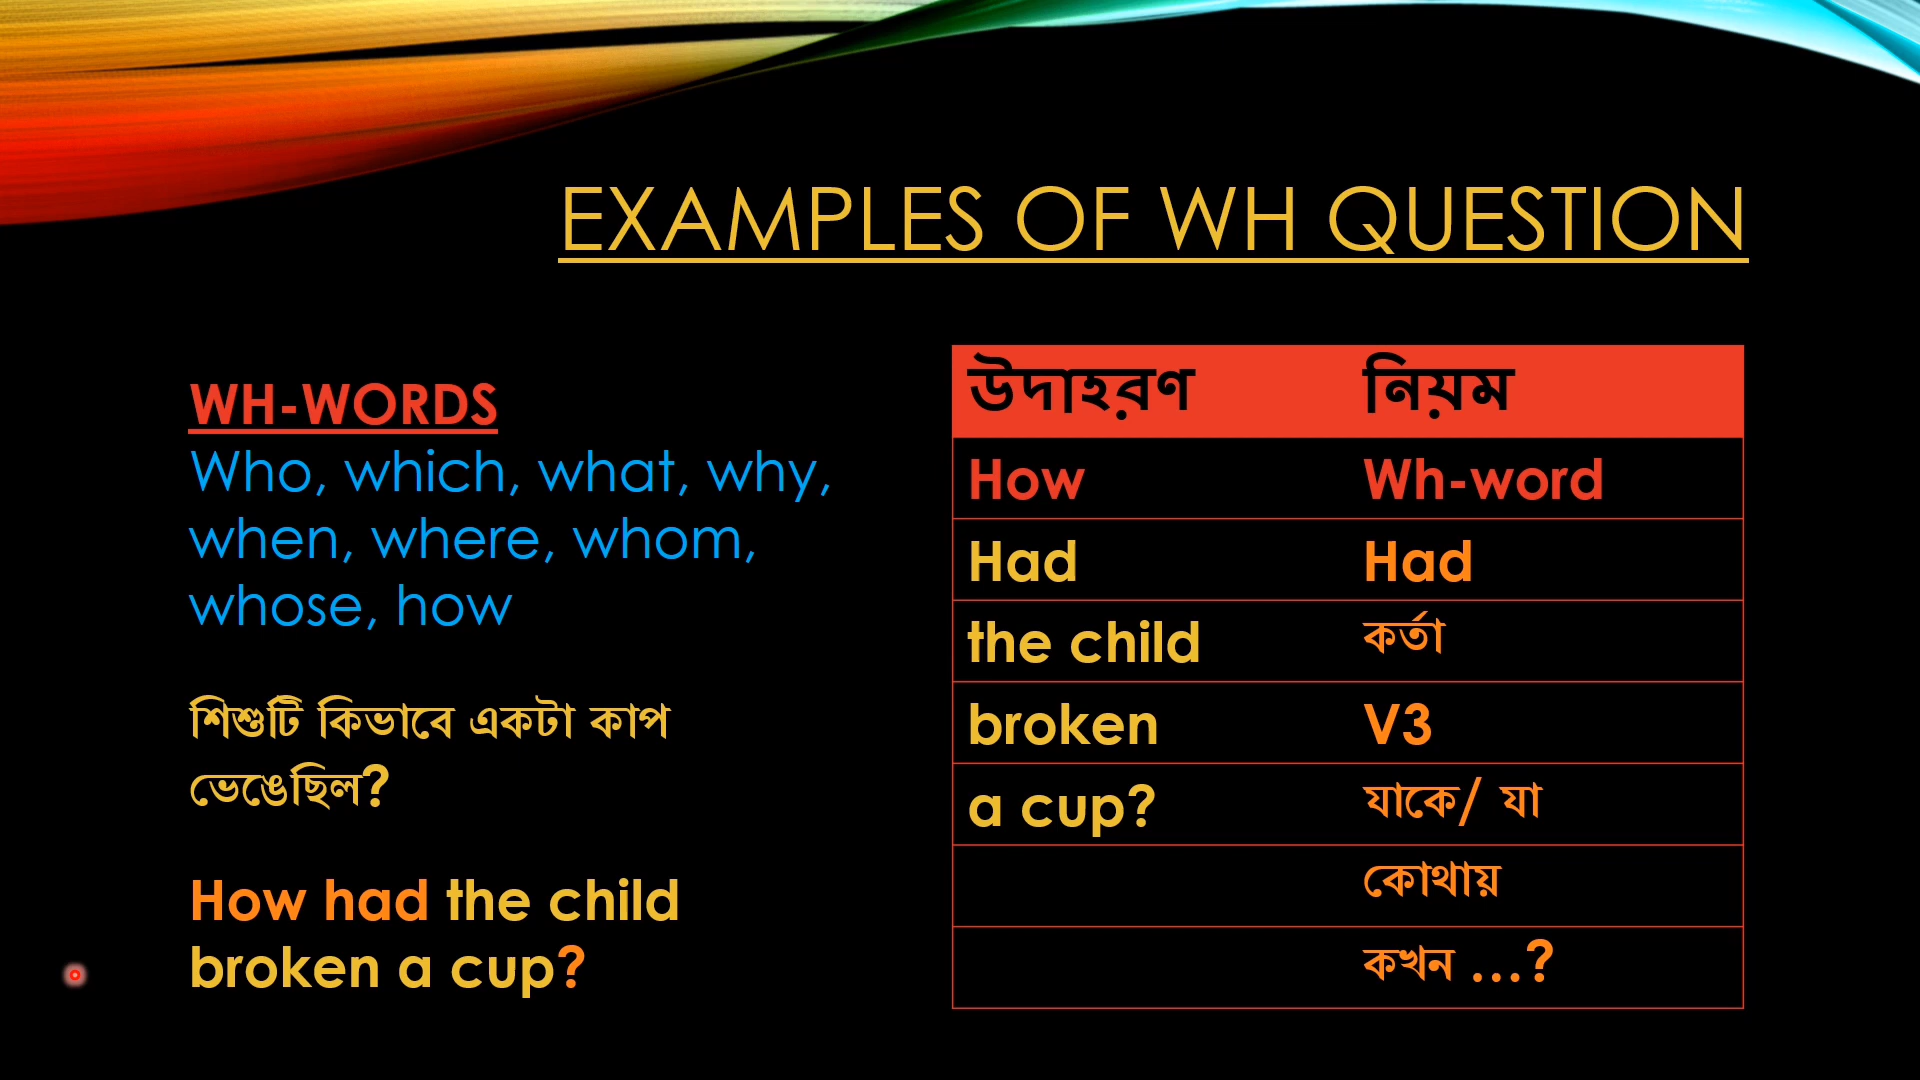 EXAMPLES OF WH QUESTION
WH-WORDS
Who, which, what, why,
when, where, whom,
whose, how
শিশুটি কিভাবে একটা কাপ
ভেঙেছিল?
How had the child
broken a cup?
উদাহরণ নিয়ম
How Wh-word
Had Had
the child কর্তা
broken V3
a cup? যাকে/ যা
কোথায়
কখন ...?